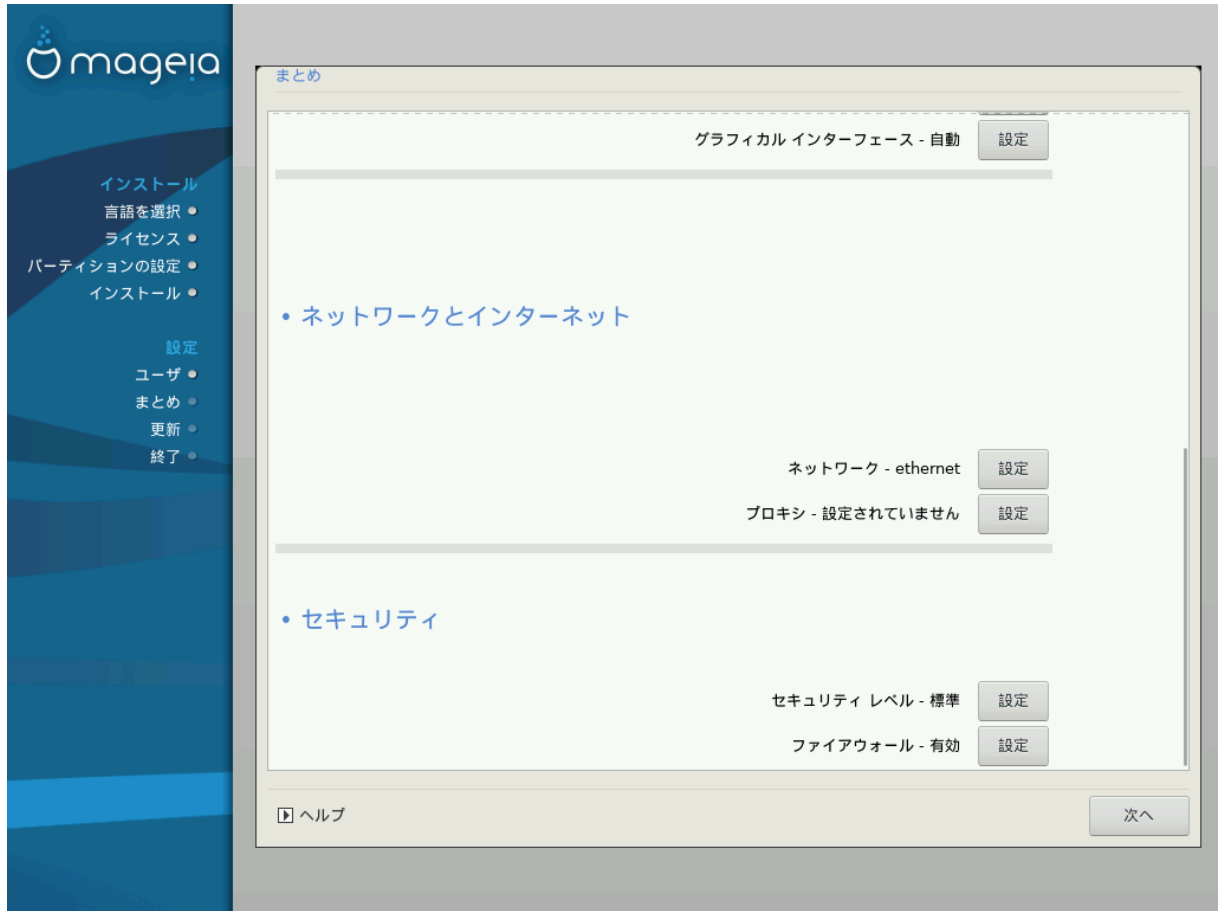 mageia
インストール
言語を選択
ライセンス
パーティションの設定
インストール
設定
ユーザ
まとめ
更新
終了
まとめ
グラフィカル インターフェース - 自動 設定
• ネットワークとインターネット
ネットワーク - ethernet 設定
プロキシ - 設定されていません 設定
• セキュリティ
セキュリティ レベル - 標準 設定
ファイアウォール - 有効 設定
ヘルプ
次へ